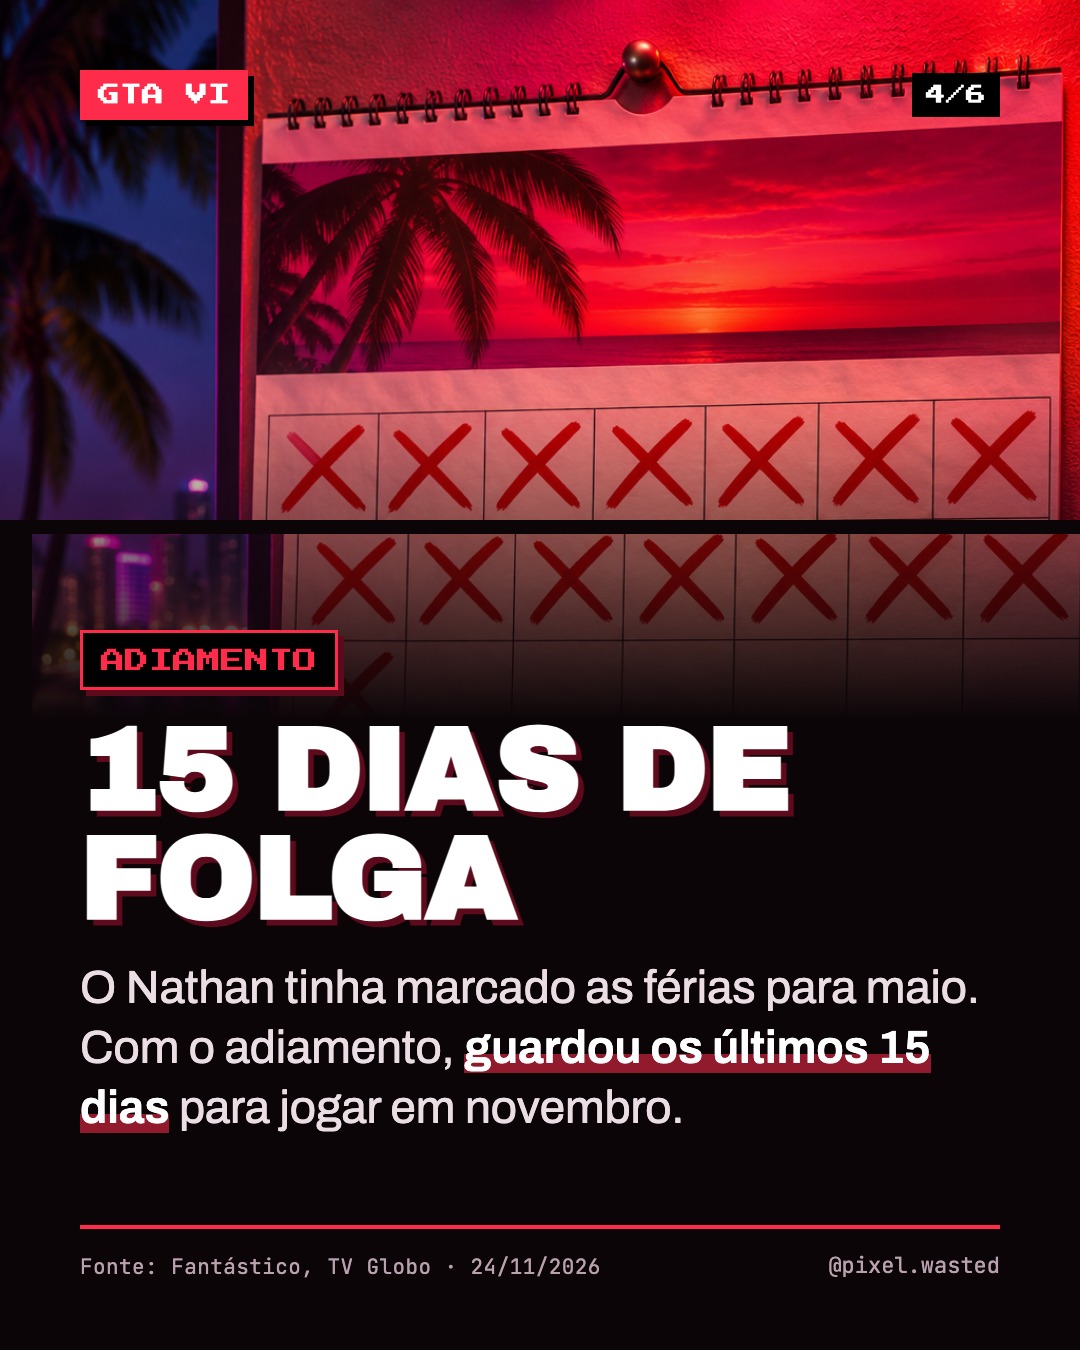 GTA VI
4/6
ADIAMENTO
15 DIAS DE
FOLGA
O Nathan tinha marcado as férias para maio.
Com o adiamento, guardou os últimos 15
dias para jogar em novembro.
Fonte: Fantástico, TV Globo · 24/11/2026
@pixel.wasted